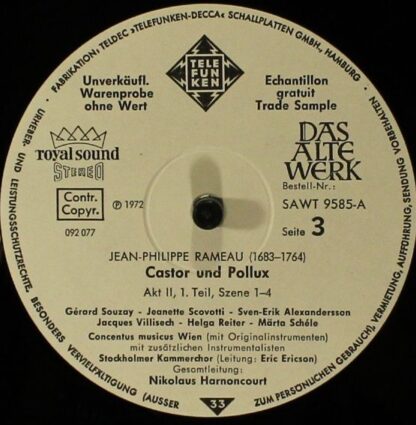 FABRIKATION: TELDEC »TELEFUNKEN-DECCA« SCHALLPLATTEN GMBH., HAMBURG
TELE
FUN
KEN
Unverkäufl.
Warenprobe
ohne Wert
Echantillon
gratuit
Trade Sample
royal sound
STEREO
DAS
ALTE
WERK
Contr.
Copyr.
℗ 1972
Bestell-Nr.:
SAWT 9585-A
092 077
Seite 3
JEAN-PHILIPPE RAMEAU (1683–1764)
Castor und Pollux
Akt II, 1. Teil, Szene 1–4
Gérard Souzay - Jeanette Scovotti - Sven-Erik Alexandersson
Jacques Villisech - Helga Reiter - Märta Schéle
Concentus musicus Wien (mit Originalinstrumenten)
mit zusätzlichen Instrumentalisten
Stockholmer Kammerchor (Leitung: Eric Ericson)
Gesamtleitung:
Nikolaus Harnoncourt
33
URHEBER- UND LEISTUNGSSCHUTZRECHTE, BESONDERS VERVIELFÄLTIGUNG (AUSSER ZUM PERSÖNLICHEN GEBRAUCH), VERMIETUNG, AUFFÜHRUNG, SENDUNG VORBEHALTEN